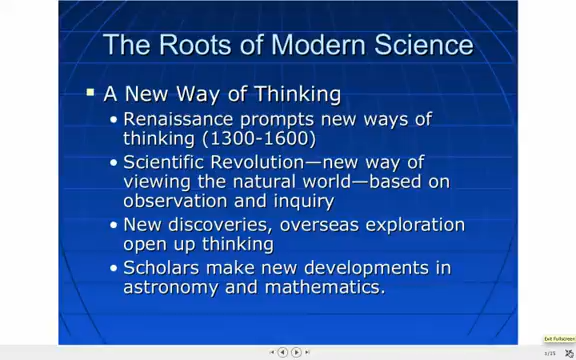 The Roots of Modern Science
A New Way of Thinking
• Renaissance prompts new ways of
thinking (1300-1600)
• Scientific Revolution—new way of
viewing the natural world—based on
observation and inquiry
• New discoveries, overseas exploration
open up thinking
• Scholars make new developments in
astronomy and mathematics.
Exit Fullscreen